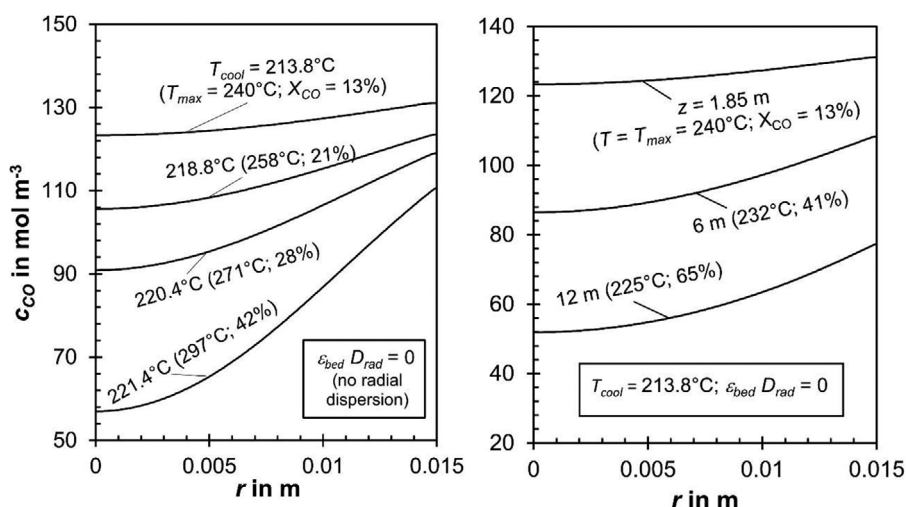 150
130
110
90
70
50
c_CO in mol m⁻³
T_cool = 213.8°C
(T_max = 240°C; X_CO = 13%)
218.8°C (258°C; 21%)
220.4°C (271°C; 28%)
221.4°C (297°C; 42%)
ε_bed D_rad = 0
(no radial
dispersion)
0
0.005
0.01
0.015
r in m
140
120
100
80
60
40
20
z = 1.85 m
(T = T_max = 240°C; X_CO = 13%)
6 m (232°C; 41%)
12 m (225°C; 65%)
T_cool = 213.8°C; ε_bed D_rad = 0
0
0.005
0.01
0.015
r in m